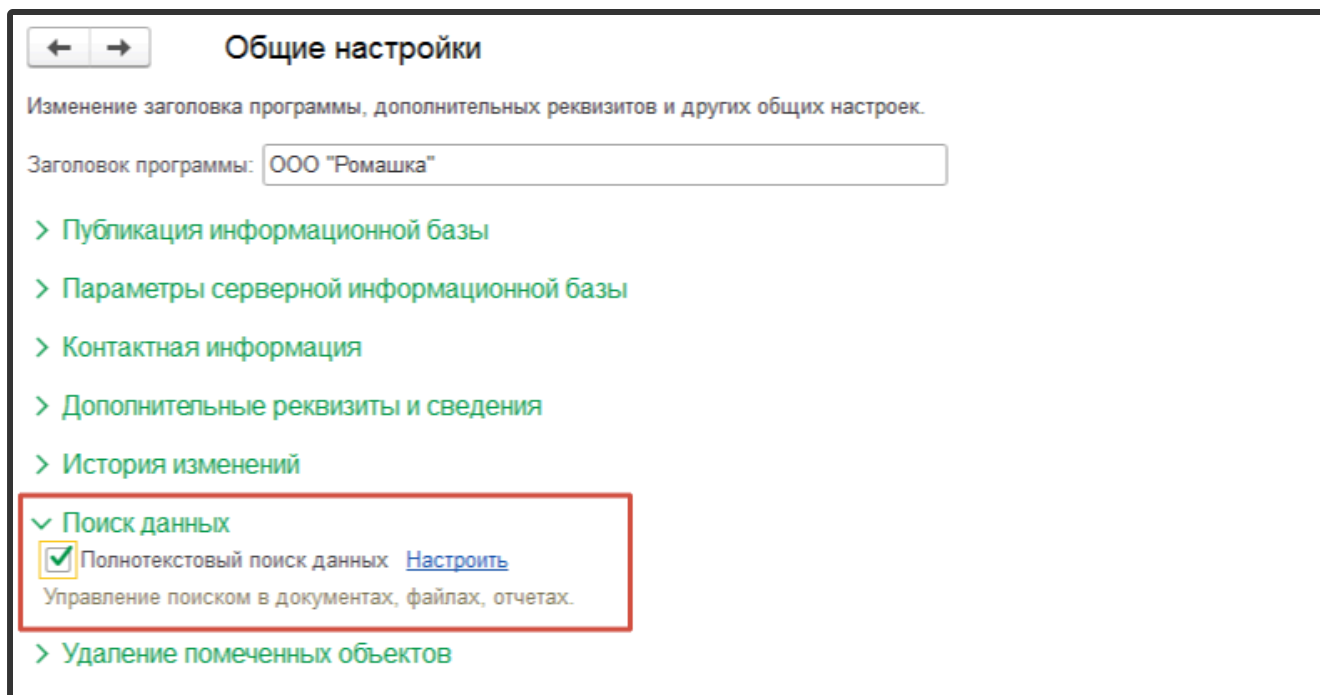 Общие настройки
Изменение заголовка программы, дополнительных реквизитов и других общих настроек.
Заголовок программы: ООО "Ромашка"
Публикация информационной базы
Параметры серверной информационной базы
Контактная информация
Дополнительные реквизиты и сведения
История изменений
Поиск данных
Полнотекстовый поиск данных Настроить
Управление поиском в документах, файлах, отчетах.
Удаление помеченных объектов